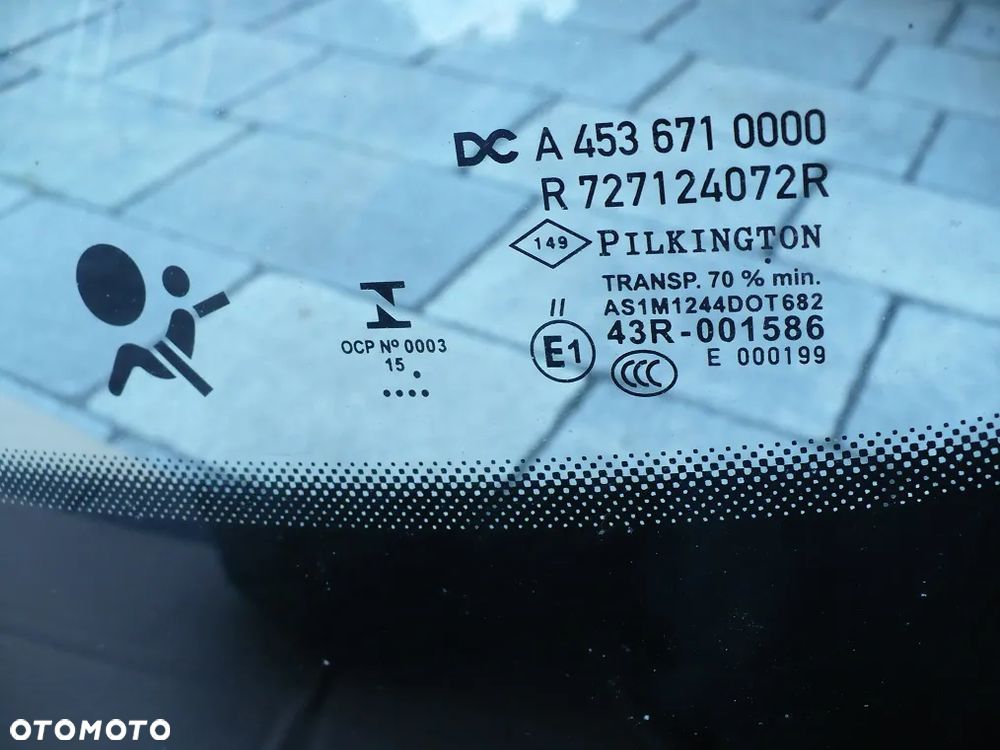 DC A 453 671 0000
R 727124072R
149 PILKINGTON
TRANSP. 70 % min.
AS1M1244DOT682
43R-001586
E 000199
//
E1
CCC
OCP Nº 0003
15
OTOMOTO